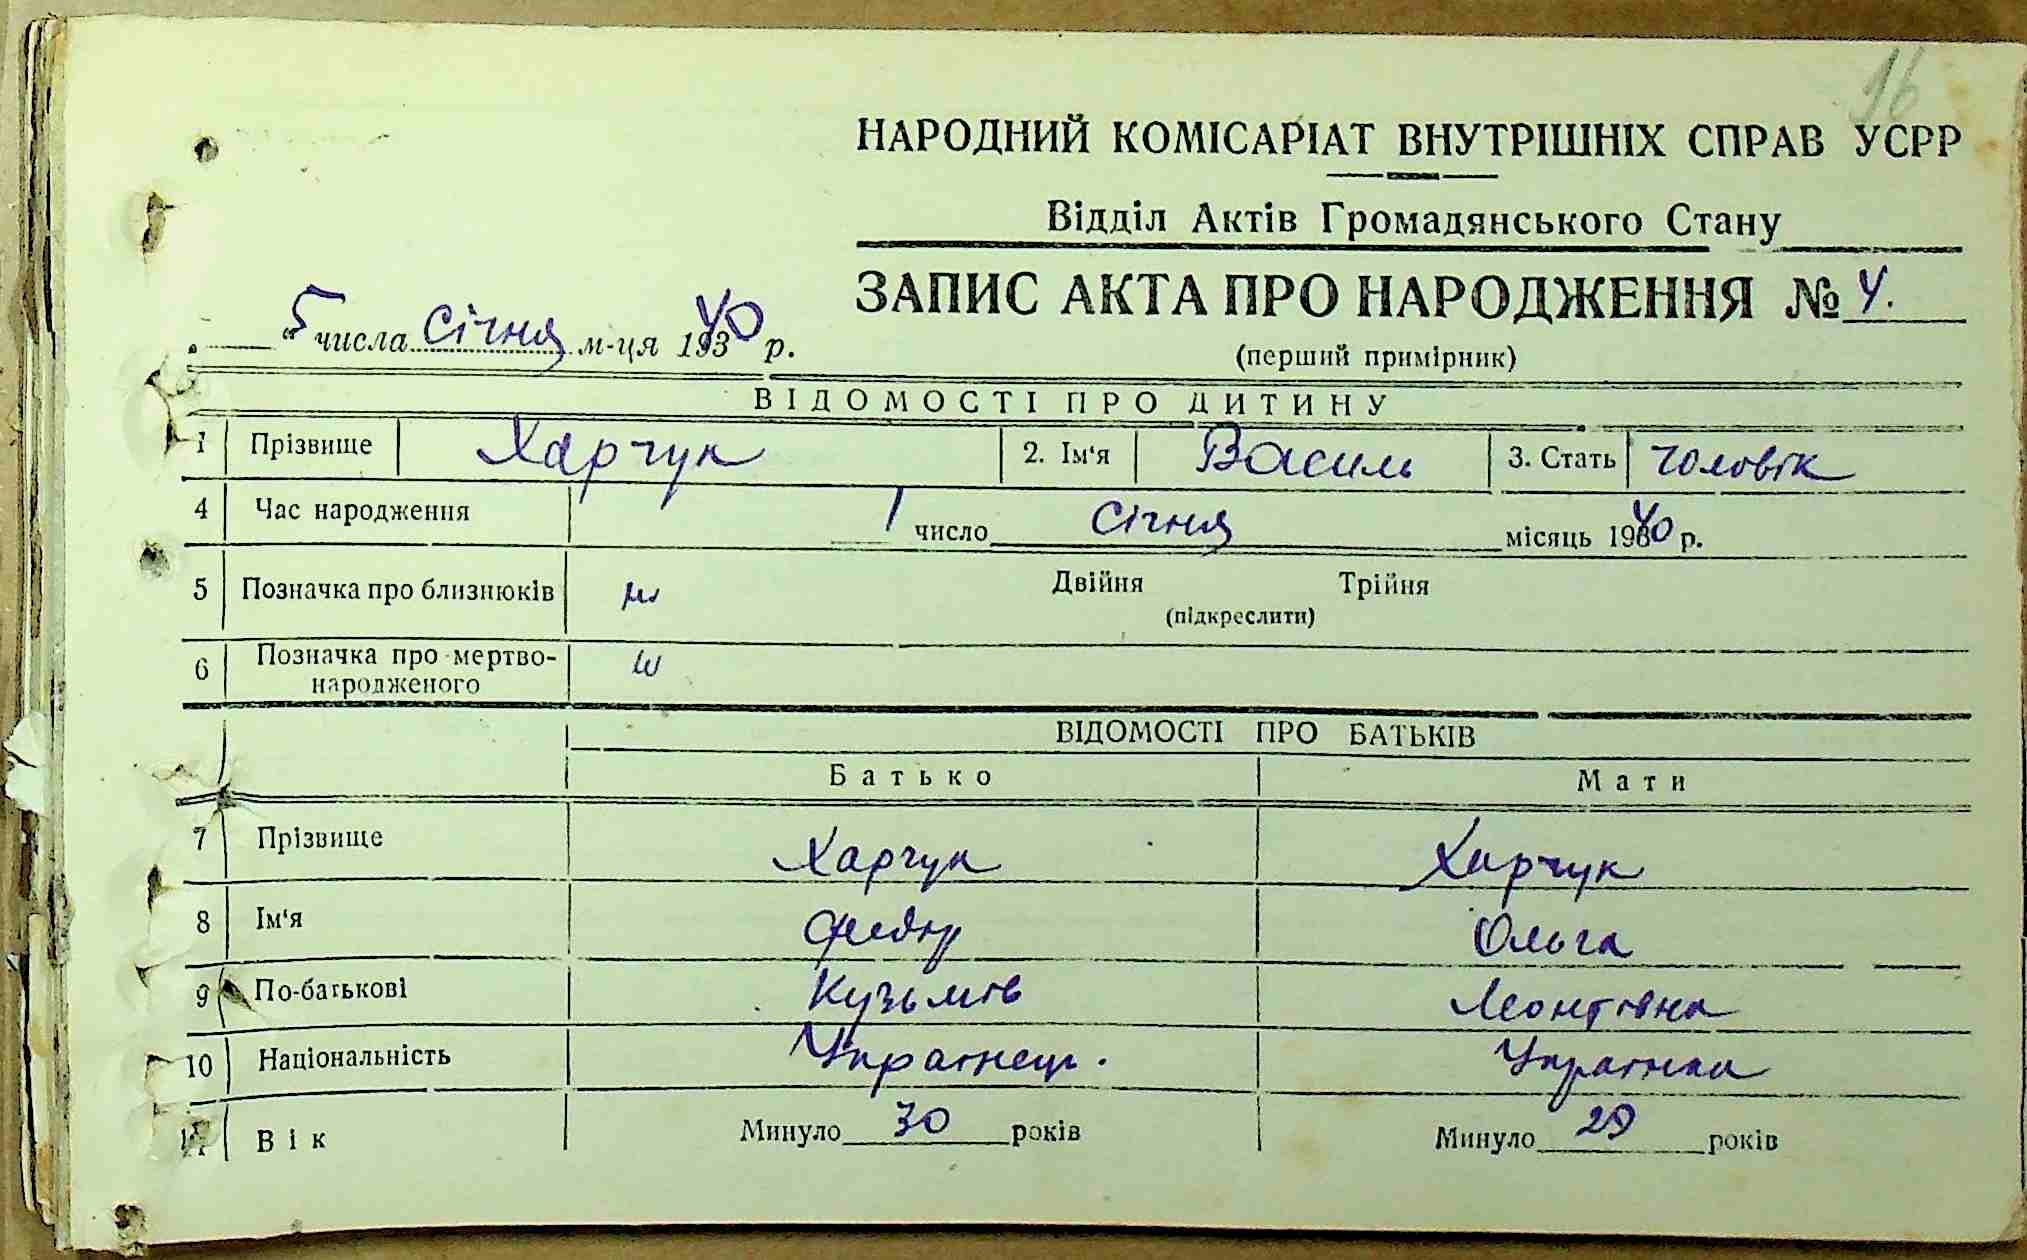 16
НАРОДНИЙ КОМІСАРІАТ ВНУТРІШНІХ СПРАВ УСРР
Відділ Актів Громадянського Стану
ЗАПИС АКТА ПРО НАРОДЖЕННЯ № 4.
„ 5 “ числа січня м-ця 1940 р.
(перший примірник)
ВІДОМОСТІ ПРО ДИТИНУ
1 Прізвище Харчук 2. Ім'я Василь 3. Стать чоловік
4 Час народження 1 число січня місяць 1940 р.
5 Позначка про близнюків Двійня Трійня
(підкреслити)
6 Позначка про мертво-
народженого
ВІДОМОСТІ ПРО БАТЬКІВ
Батько Мати
7 Прізвище Харчук Харчук
8 Ім'я Федор Ольга
9 По-батькові Кузьмов Леонтівна
10 Національність Українець. Українка
11 Вік Минуло 30 років Минуло 29 років